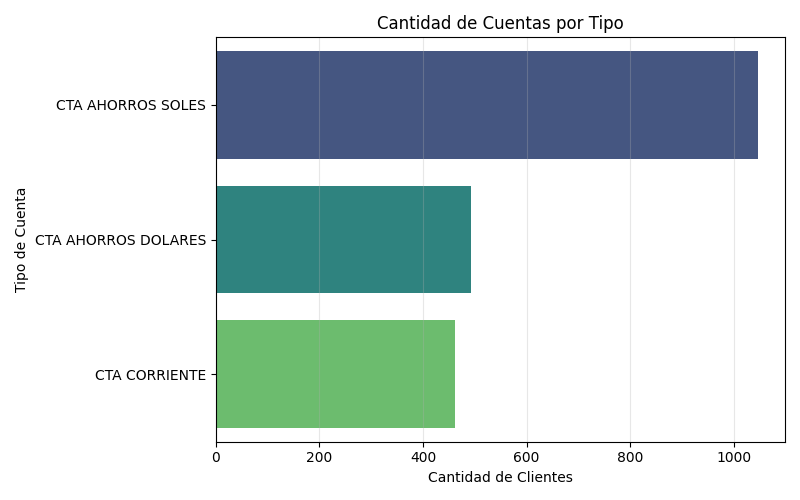 Cantidad de Cuentas por Tipo
Tipo de Cuenta
CTA AHORROS SOLES
CTA AHORROS DOLARES
CTA CORRIENTE
0 200 400 600 800 1000
Cantidad de Clientes